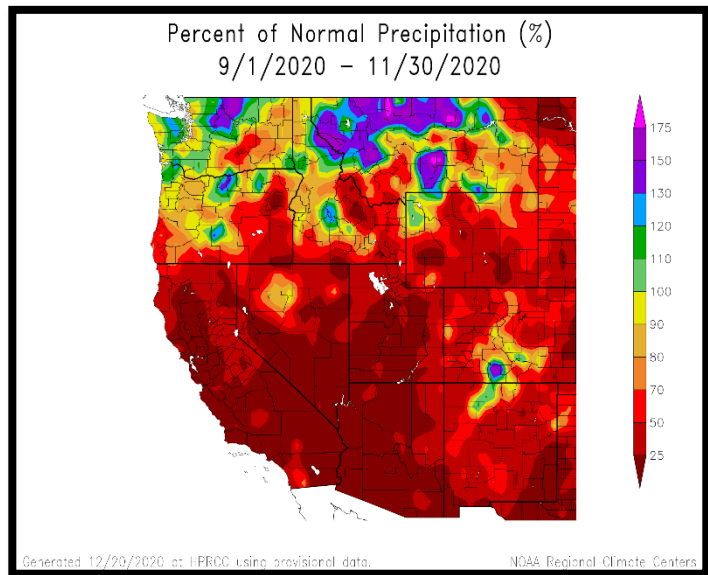 Percent of Normal Precipitation (%)
9/1/2020 – 11/30/2020
175
150
130
120
110
100
90
80
70
50
25
Generated 12/20/2020 at HPRCC using provisional data.
NOAA Regional Climate Centers